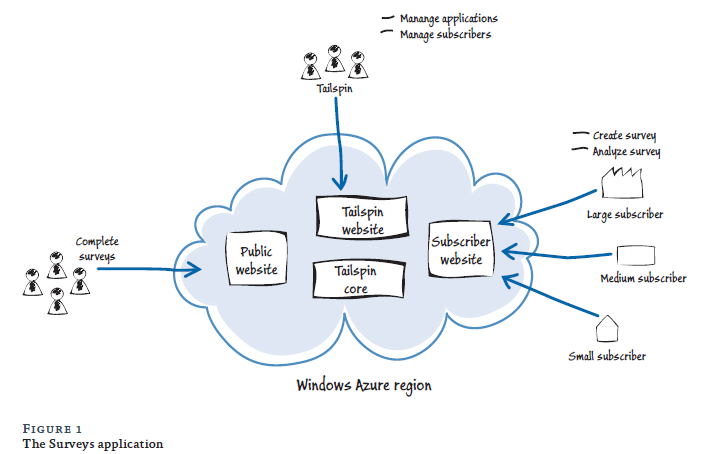 — Manange applications
— Manage subscribers
Tailspin
— Create survey
— Analyze survey
Large subscriber
Tailspin
website
Subscriber
website
Public
website
Complete
surveys
Tailspin
core
Medium subscriber
Small subscriber
Windows Azure region
FIGURE 1
The Surveys application